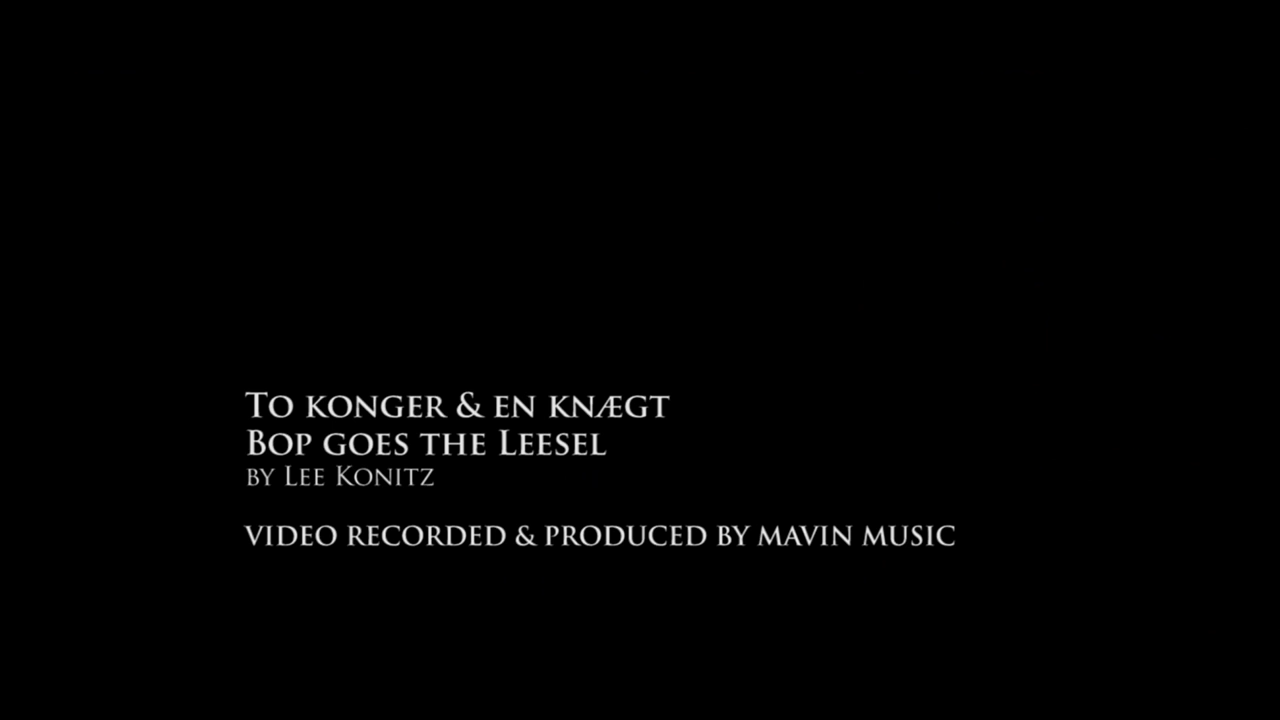 To konger & en knægt
Bop goes the Leesel
by Lee Konitz
VIDEO RECORDED & PRODUCED BY MAVIN MUSIC